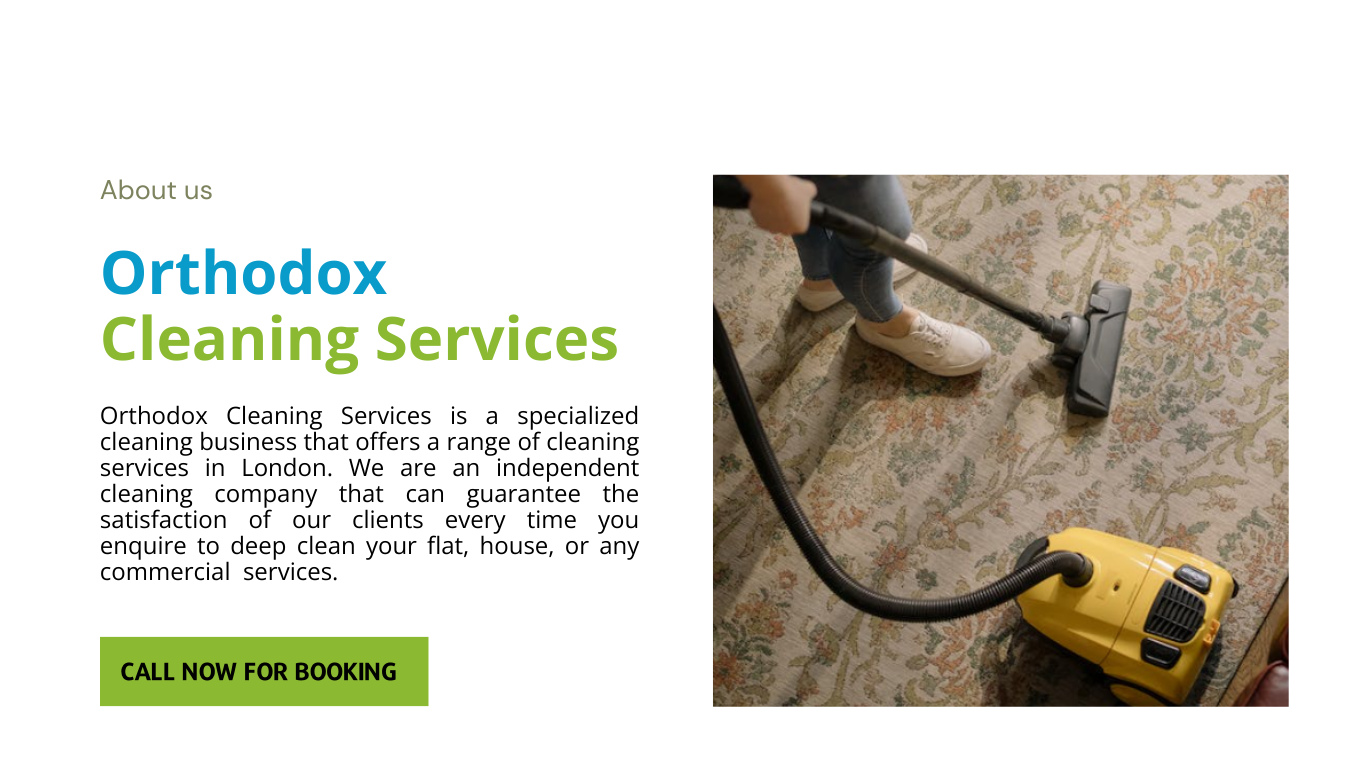 About us
Orthodox
Cleaning Services
Orthodox Cleaning Services is a specialized
cleaning business that offers a range of cleaning
services in London. We are an independent
cleaning company that can guarantee the
satisfaction of our clients every time you
enquire to deep clean your flat, house, or any
commercial services.
CALL NOW FOR BOOKING